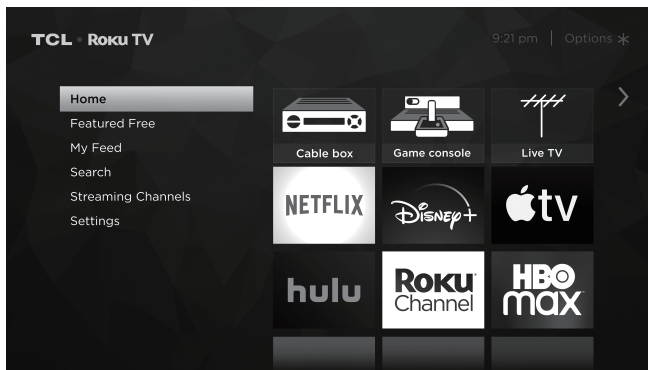 TCL • Roku TV
9:21 pm | Options
Home
Featured Free
My Feed
Search
Streaming Channels
Settings
Cable box
Game console
Live TV
NETFLIX
Disney+
tv
hulu
Roku Channel
HBO max